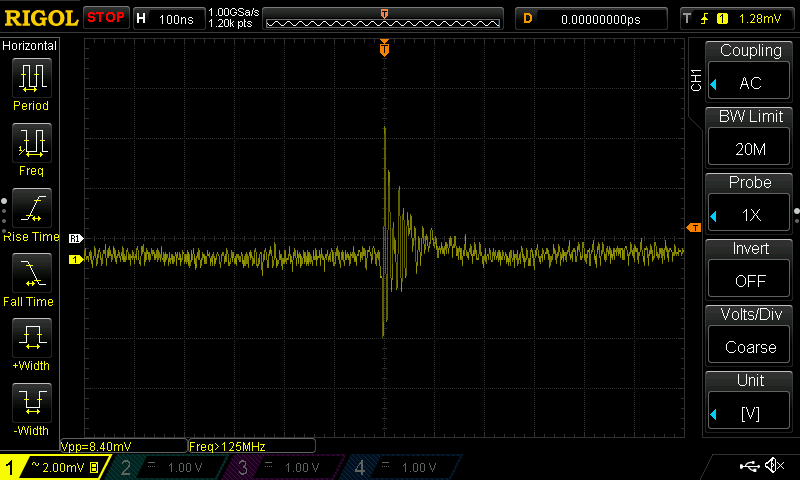 RIGOL STOP H 100ns 1.00GSa/s D 0.00000000ps T 1 1.28mV
1.20k pts
Horizontal
Period
Freq
Rise Time
Fall Time
+Width
-Width
T
R1
1
T
CH1
Coupling
AC
BW Limit
20M
Probe
1X
Invert
OFF
Volts/Div
Coarse
Unit
[V]
Vpp=8.40mV Freq>125MHz
1 ~ 2.00mV B 2 1.00 V 3 1.00 V 4 1.00 V